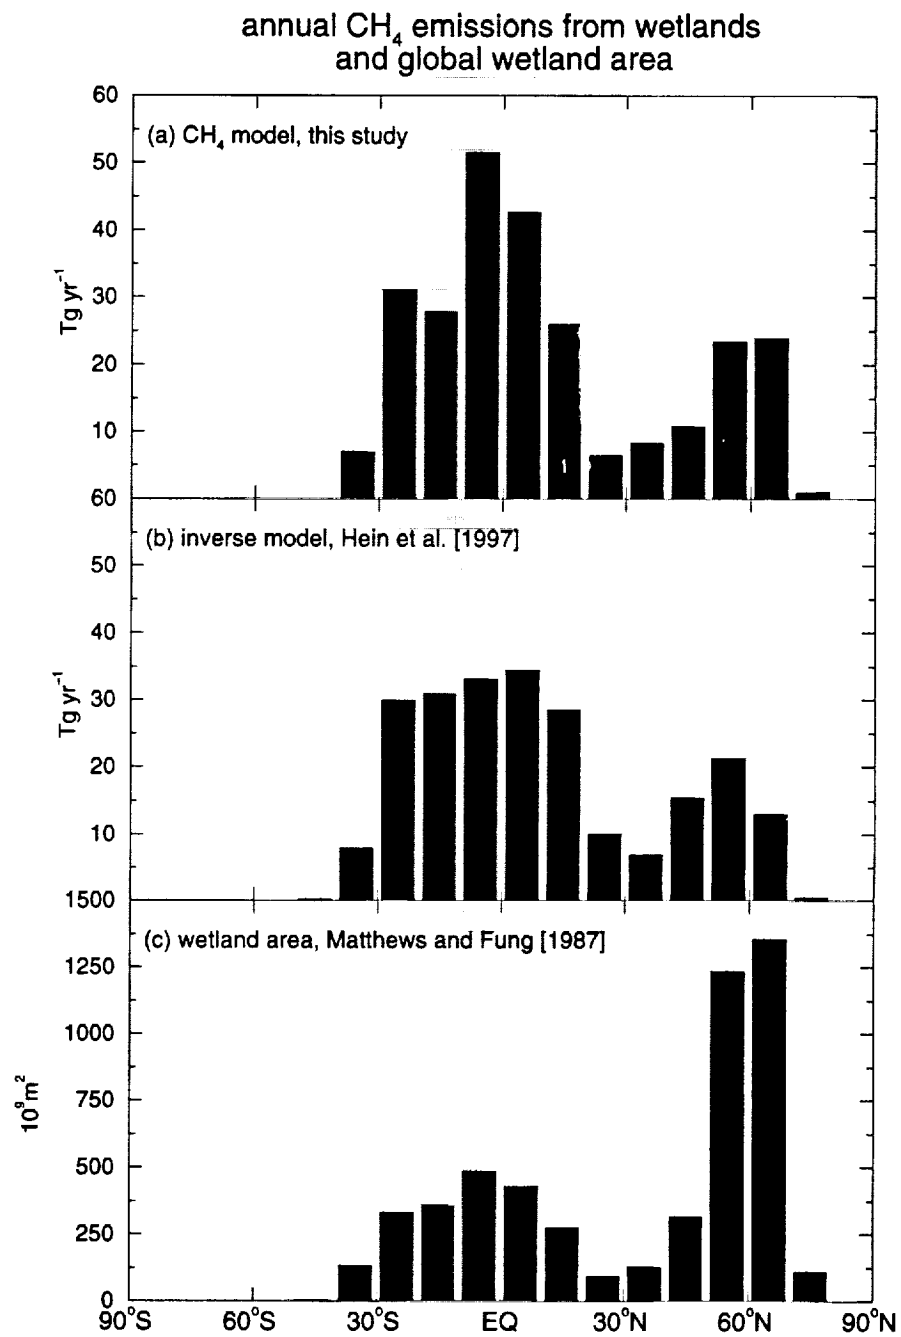 annual CH₄ emissions from wetlands
and global wetland area
60
(a) CH₄ model, this study
50
40
30
20
10
Tg yr⁻¹
60
(b) inverse model, Hein et al. [1997]
50
40
30
20
10
Tg yr⁻¹
1500
(c) wetland area, Matthews and Fung [1987]
1250
1000
750
500
250
0
10⁹m²
90°S 60°S 30°S EQ 30°N 60°N 90°N